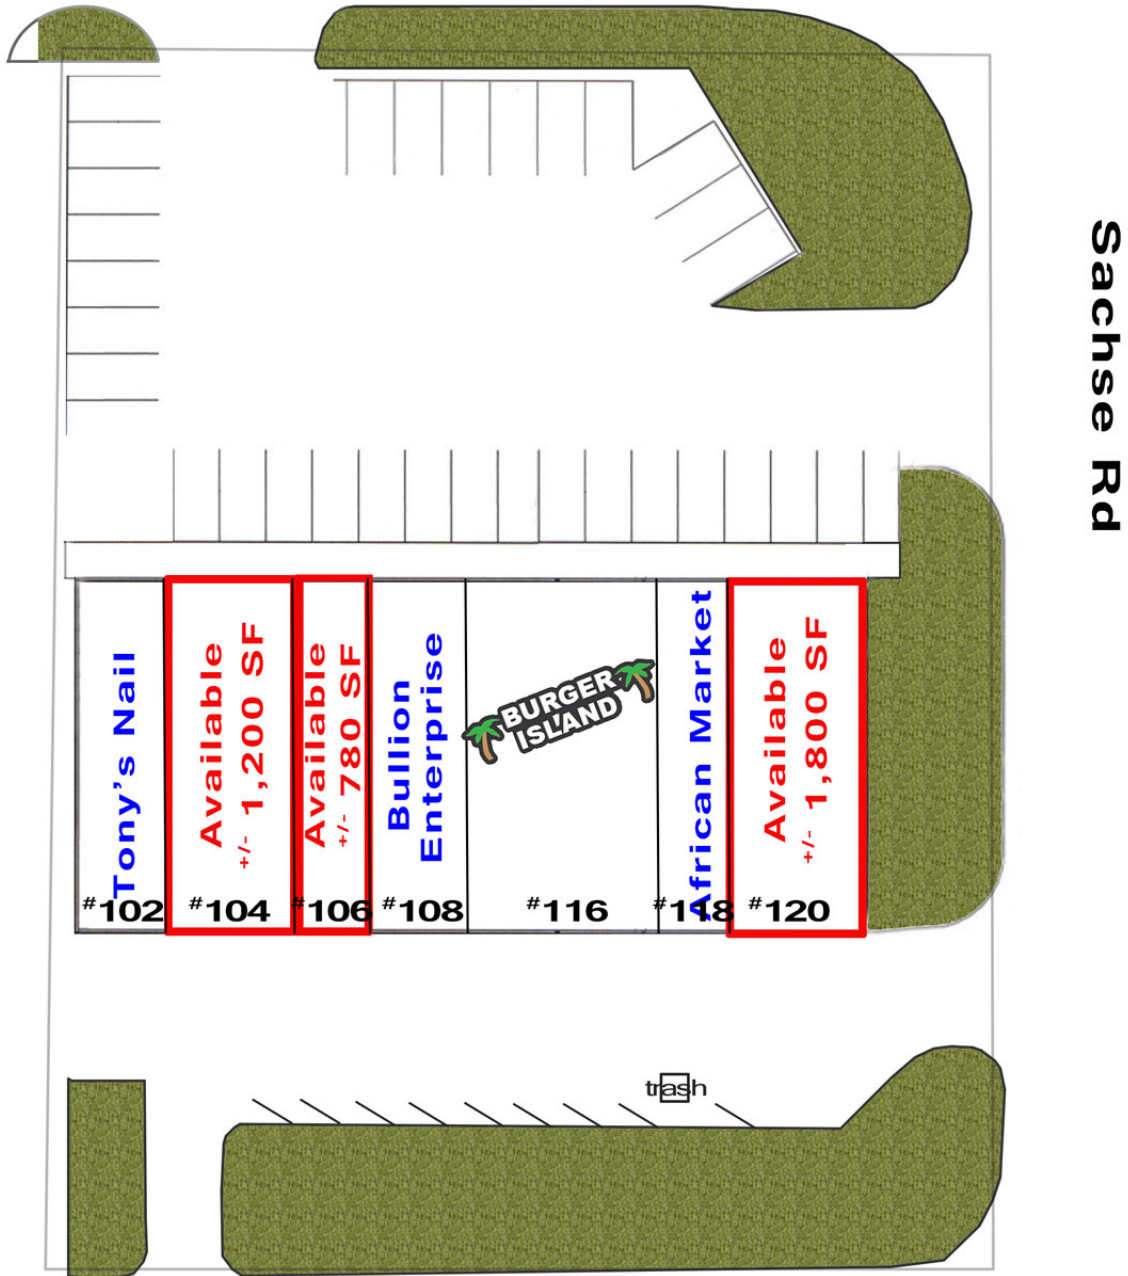 Sachse Rd
Tony's Nail
#102
Available
+/- 1,200 SF
#104
Available
+/- 780 SF
#106
Bullion
Enterprise
#108
BURGER
ISLAND
#116
African Market
#118
Available
+/- 1,800 SF
#120
trash